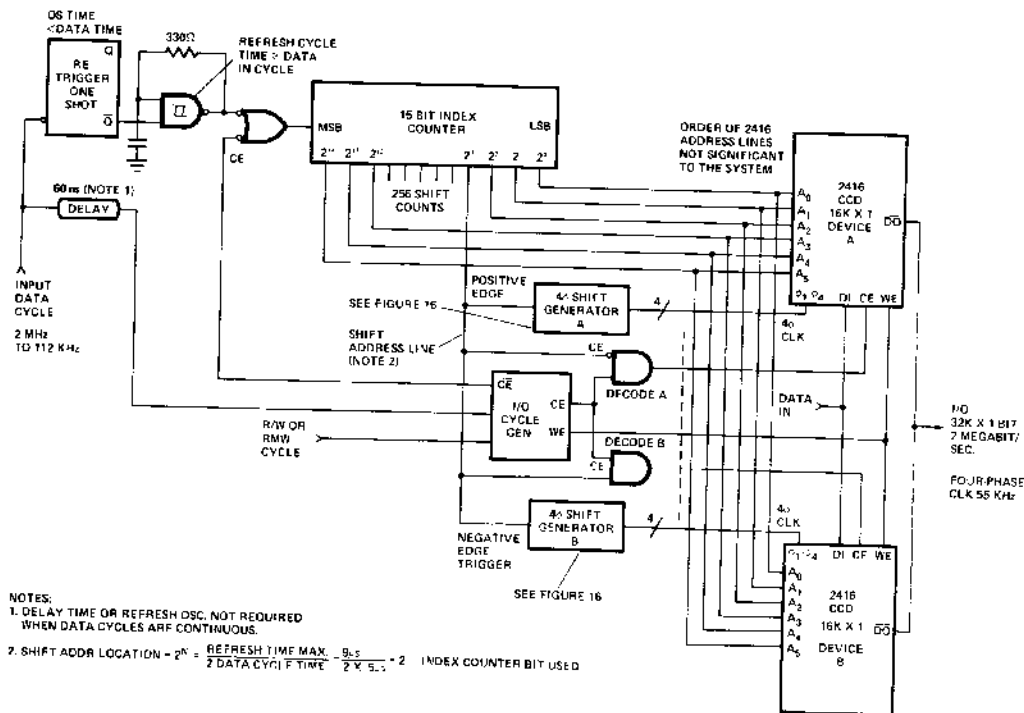 OS TIME
<DATA TIME
Q
RE
TRIGGER
ONE
SHOT
Q
330Ω
REFRESH CYCLE
TIME ≥ DATA
IN CYCLE
CE
15 BIT INDEX
COUNTER
MSB
LSB
256 SHIFT
COUNTS
60 ns (NOTE 1)
DELAY
INPUT
DATA
CYCLE
2 MHz
TO 112 KHz
ORDER OF 2416
ADDRESS LINES
NOT SIGNIFICANT
TO THE SYSTEM
A0
A1
A2
A3
A4
A5
2416
CCD
16K X 1
DEVICE
A
DO
DI CE WE
POSITIVE
EDGE
4φ SHIFT
GENERATOR
A
4
4φ
CLK
SEE FIGURE 16
SHIFT
ADDRESS LINE
(NOTE 2)
CE
DECODE A
CE
I/O
CYCLE
GEN
CE
WE
R/W OR
RMW
CYCLE
DECODE B
CE
DATA
IN
I/O
32K X 1 BIT
2 MEGABIT/
SEC.
FOUR-PHASE
CLK 55 KHz
NEGATIVE
EDGE
TRIGGER
4φ SHIFT
GENERATOR
B
4
4φ
CLK
SEE FIGURE 16
DI CE WE
A0
A1
A2
A3
A4
A5
2416
CCD
16K X 1
DEVICE
B
DO
NOTES:
1. DELAY TIME OR REFRESH OSC. NOT REQUIRED
WHEN DATA CYCLES ARE CONTINUOUS.
2. SHIFT ADDR LOCATION = 2N = REFRESH TIME MAX.
2 DATA CYCLE TIME
= 2 INDEX COUNTER BIT USED